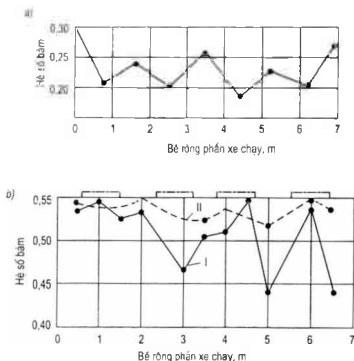 a)
0,30
0,25
0,20
Hệ số bám
0 1 2 3 4 5 6 7
Bề rộng phần xe chạy, m
b)
0,55
0,50
0,45
0,40
Hệ số bám
II
I
0 1 2 3 4 5 6 7
Bề rộng phần xe chạy, m